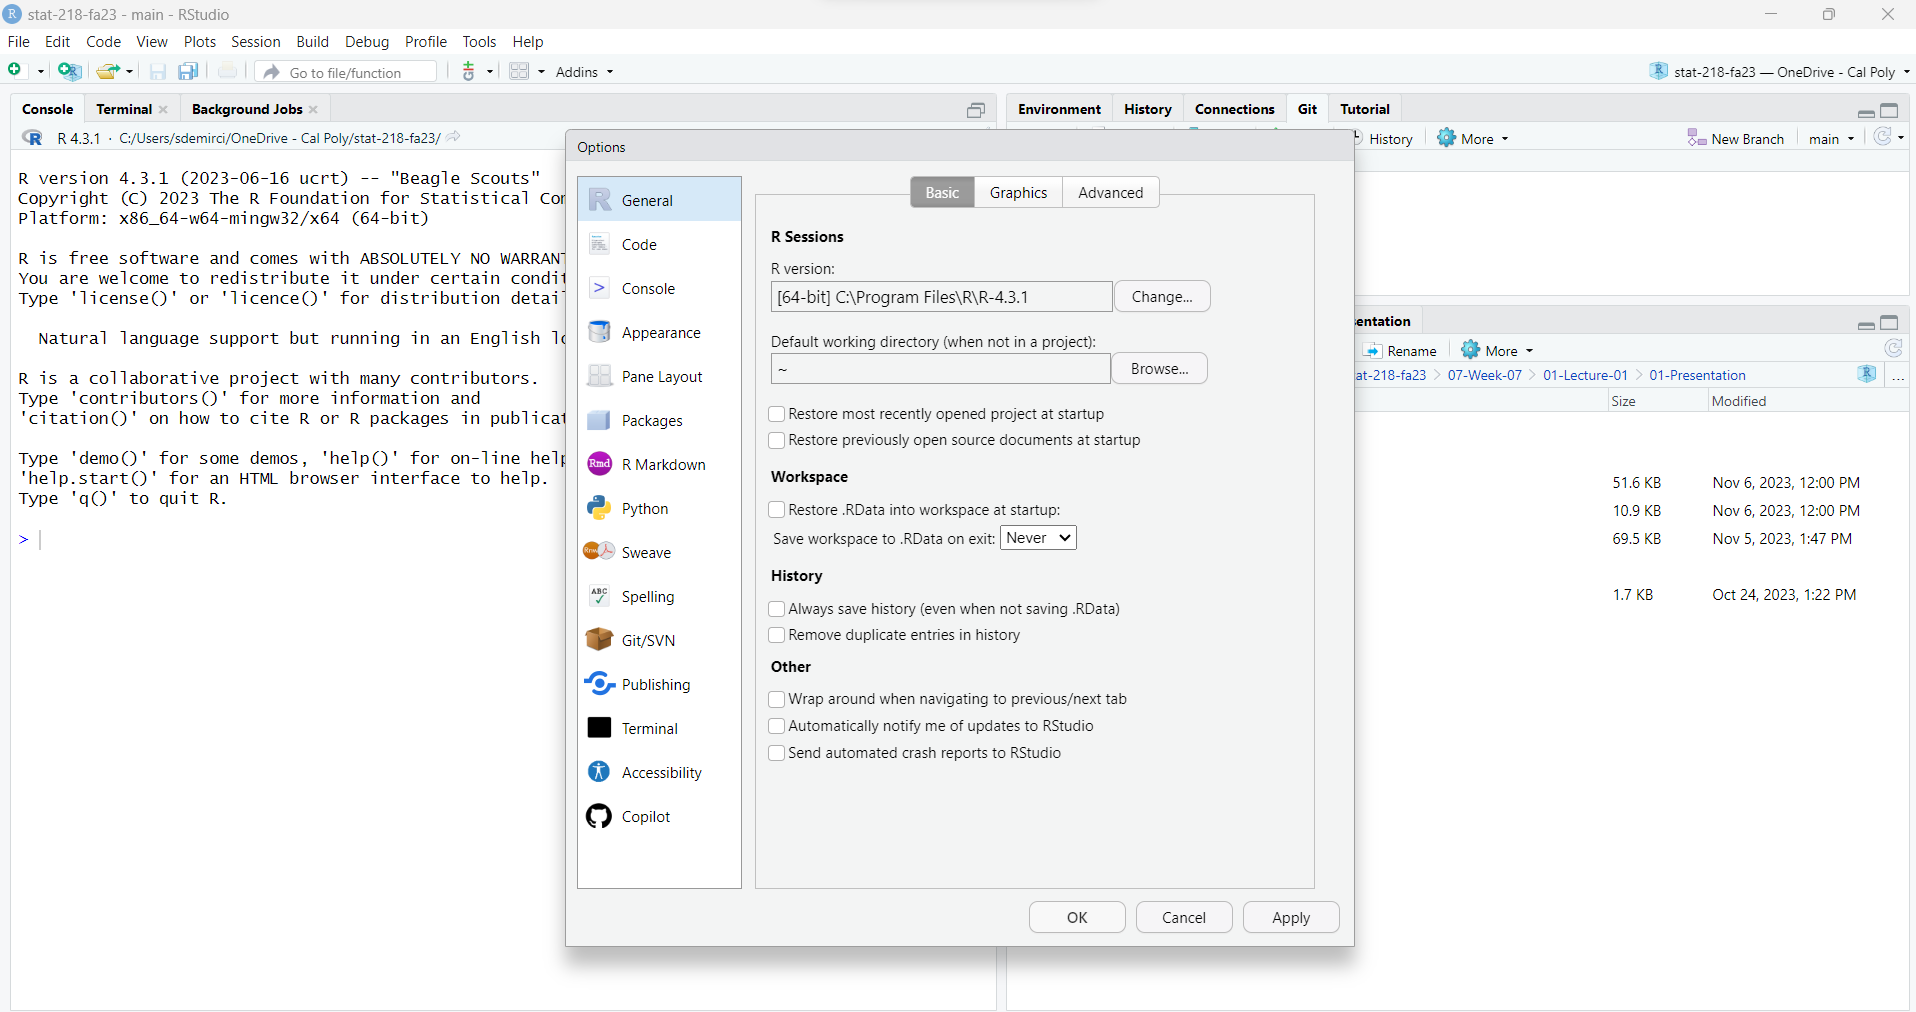 stat-218-fa23 - main - RStudio
File Edit Code View Plots Session Build Debug Profile Tools Help
Go to file/function Addins stat-218-fa23 — OneDrive - Cal Poly
Console Terminal Background Jobs
R 4.3.1 · C:/Users/sdemirci/OneDrive - Cal Poly/stat-218-fa23/
R version 4.3.1 (2023-06-16 ucrt) -- "Beagle Scouts"
Copyright (C) 2023 The R Foundation for Statistical Cor
Platform: x86_64-w64-mingw32/x64 (64-bit)
R is free software and comes with ABSOLUTELY NO WARRANT
You are welcome to redistribute it under certain condit
Type 'license()' or 'licence()' for distribution detail
Natural language support but running in an English lo
R is a collaborative project with many contributors.
Type 'contributors()' for more information and
'citation()' on how to cite R or R packages in publicat
Type 'demo()' for some demos, 'help()' for on-line help
'help.start()' for an HTML browser interface to help.
Type 'q()' to quit R.
>
Options
General
Code
Console
Appearance
Pane Layout
Packages
Rmd R Markdown
Python
Rnw Sweave
ABC Spelling
Git/SVN
Publishing
Terminal
Accessibility
Copilot
Basic Graphics Advanced
R Sessions
R version:
[64-bit] C:\Program Files\R\R-4.3.1 Change...
Default working directory (when not in a project):
~ Browse...
Restore most recently opened project at startup
Restore previously open source documents at startup
Workspace
Restore .RData into workspace at startup:
Save workspace to .RData on exit: Never
History
Always save history (even when not saving .RData)
Remove duplicate entries in history
Other
Wrap around when navigating to previous/next tab
Automatically notify me of updates to RStudio
Send automated crash reports to RStudio
OK Cancel Apply
Environment History Connections Git Tutorial
History More New Branch main
entation
Rename More
at-218-fa23 > 07-Week-07 > 01-Lecture-01 > 01-Presentation R ...
Size Modified
51.6 KB Nov 6, 2023, 12:00 PM
10.9 KB Nov 6, 2023, 12:00 PM
69.5 KB Nov 5, 2023, 1:47 PM
1.7 KB Oct 24, 2023, 1:22 PM